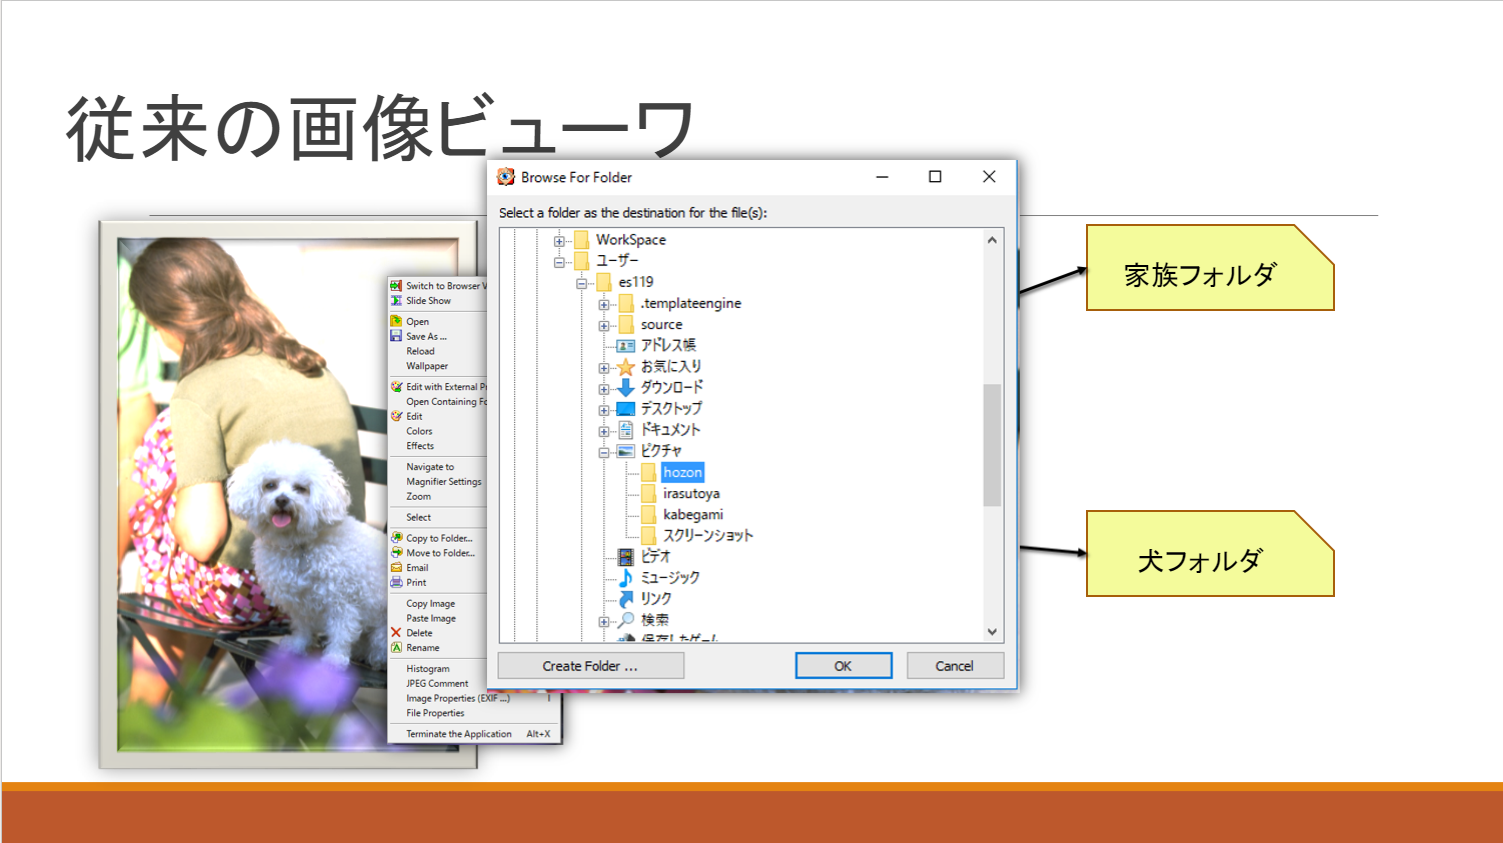 従来の画像ビューワ
Browse For Folder
Select a folder as the destination for the file(s):
WorkSpace
ユーザー
es119
.templateengine
source
アドレス帳
お気に入り
ダウンロード
デスクトップ
ドキュメント
ピクチャ
hozon
irasutoya
kabegami
スクリーンショット
ビデオ
ミュージック
リンク
検索
保存したゲーム
Create Folder ...
OK
Cancel
Switch to Browser
Slide Show
Open
Save As ...
Reload
Wallpaper
Edit with External
Open Containing
Edit
Colors
Effects
Navigate to
Magnifier Settings
Zoom
Select
Copy to Folder...
Move to Folder...
Email
Print
Copy Image
Paste Image
Delete
Rename
Histogram
JPEG Comment
Image Properties (EXIF ...) I
File Properties
Terminate the Application Alt+X
家族フォルダ
犬フォルダ